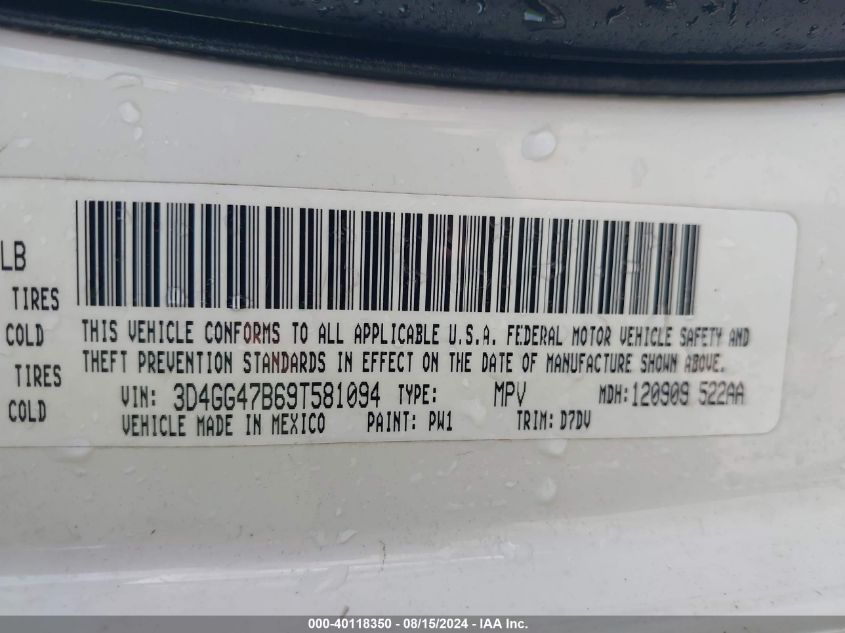 LB
TIRES
COLD
TIRES
COLD
THIS VEHICLE CONFORMS TO ALL APPLICABLE U.S.A. FEDERAL MOTOR VEHICLE SAFETY AND
THEFT PREVENTION STANDARDS IN EFFECT ON THE DATE OF MANUFACTURE SHOWN ABOVE.
VIN: 3D4GG47B69T581094 TYPE: MPV MDH: 120909 522AA
VEHICLE MADE IN MEXICO PAINT: PW1 TRIM: D7DV
000-40118350 - 08/15/2024 - IAA Inc.